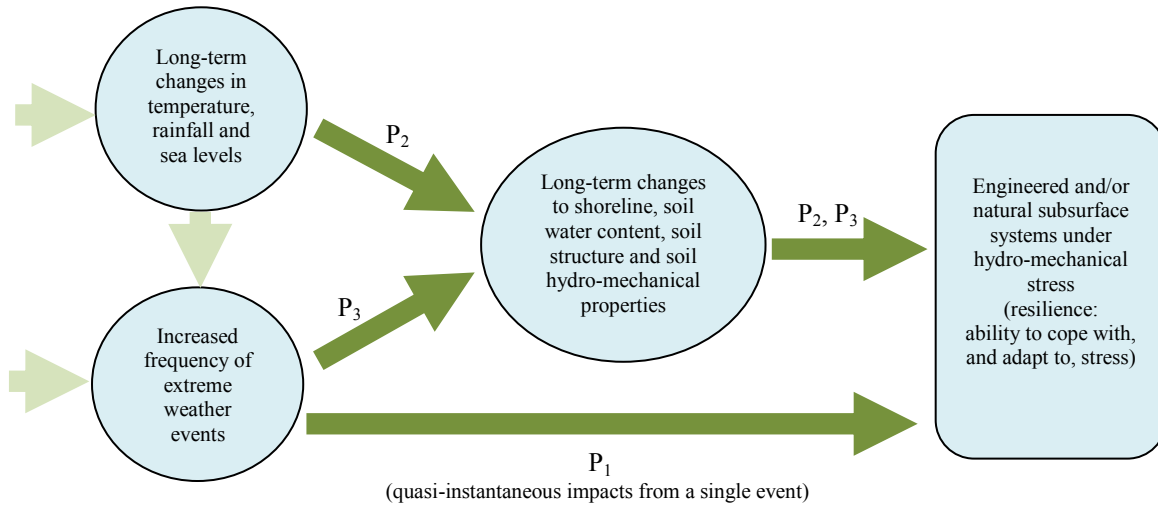 Long-term
changes in
temperature,
rainfall and
sea levels
P₂
Long-term changes
to shoreline, soil
water content, soil
structure and soil
hydro-mechanical
properties
P₂, P₃
Engineered and/or
natural subsurface
systems under
hydro-mechanical
stress
(resilience:
ability to cope with,
and adapt to, stress)
P₃
Increased
frequency of
extreme
weather
events
P₁
(quasi-instantaneous impacts from a single event)